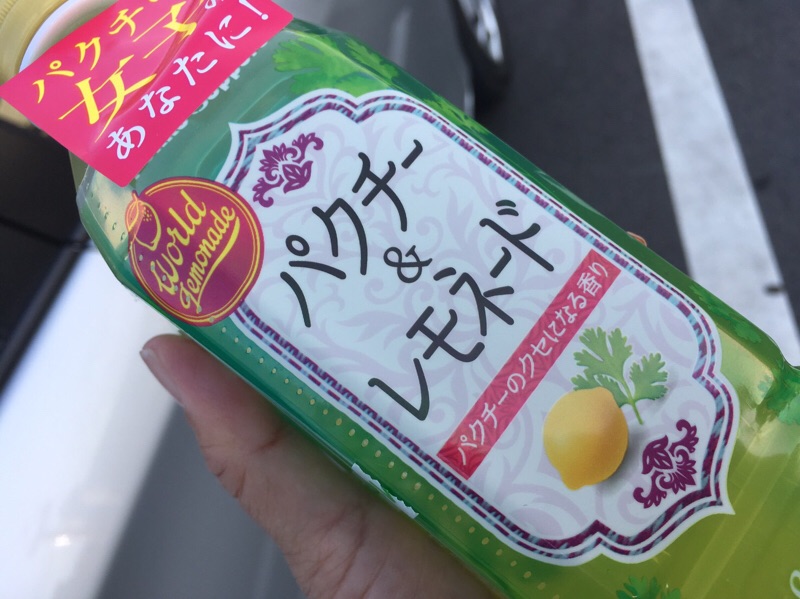 パクチー
女子の
あなたに!
World
Lemonade
パクチー
&
レモネード
パクチーのクセになる香り